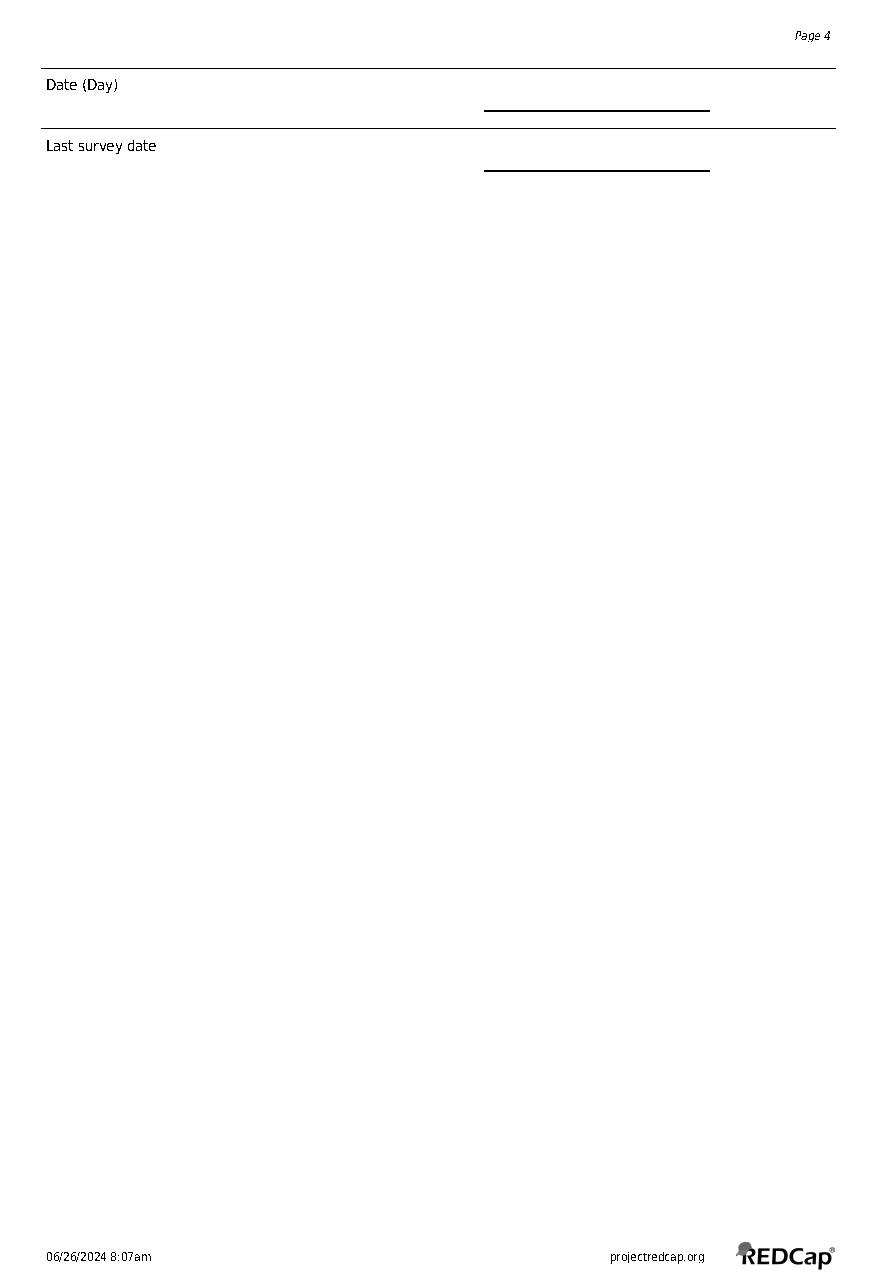 Page 4
Date (Day)
Last survey date
06/26/2024 8:07am
projectredcap.org
REDCap®